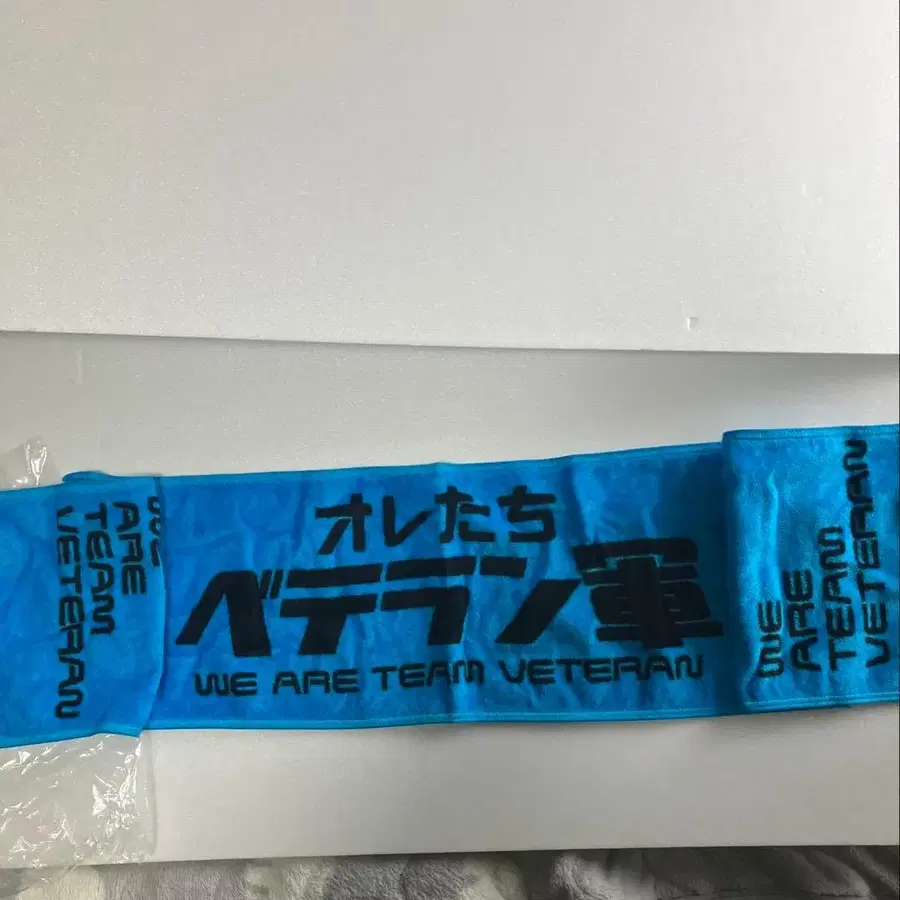 WE
ARE
TEAM
VETERAN
オレたち
ベテラン軍
WE ARE TEAM VETERAN
WE
ARE
TEAM
VETERAN